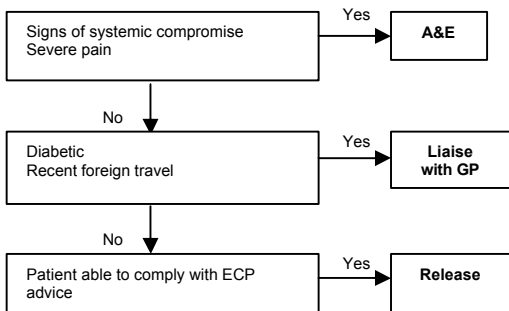 Signs of systemic compromise
Severe pain
Yes
A&E
No
Diabetic
Recent foreign travel
Yes
Liaise
with GP
No
Patient able to comply with ECP
advice
Yes
Release